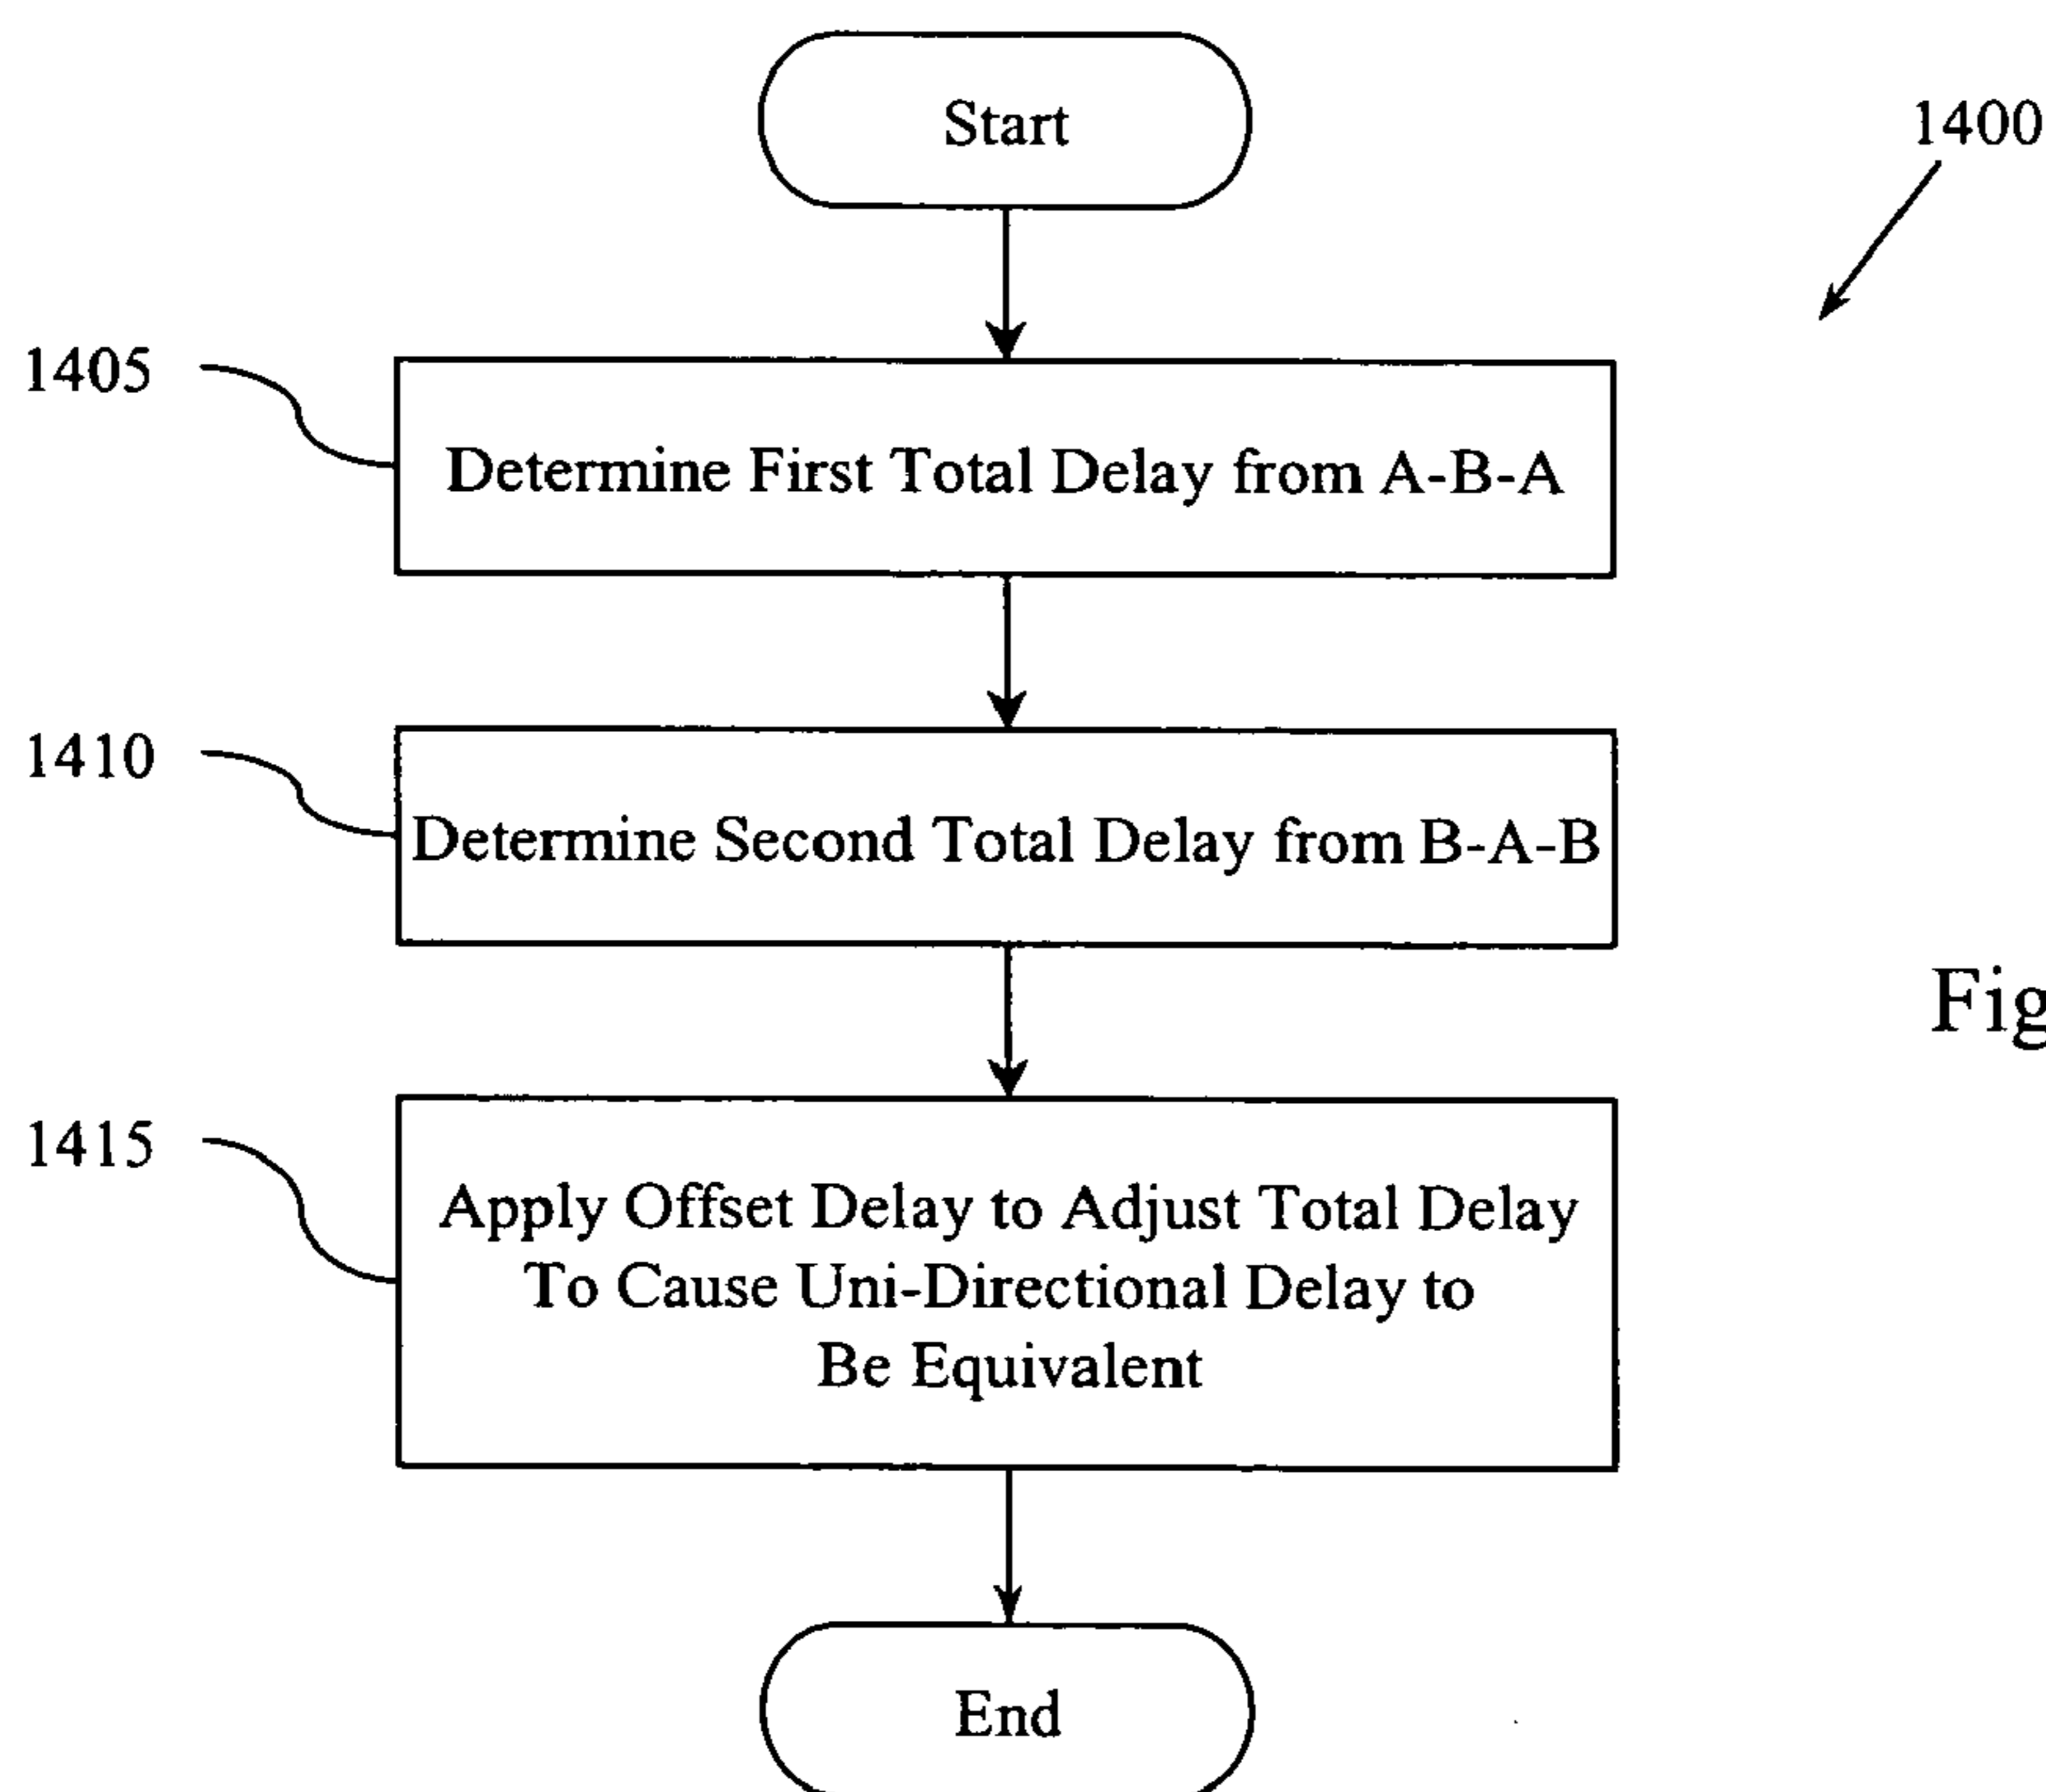 Start
1400
1405
Determine First Total Delay from A-B-A
1410
Determine Second Total Delay from B-A-B
Fig
1415
Apply Offset Delay to Adjust Total Delay
To Cause Uni-Directional Delay to
Be Equivalent
End